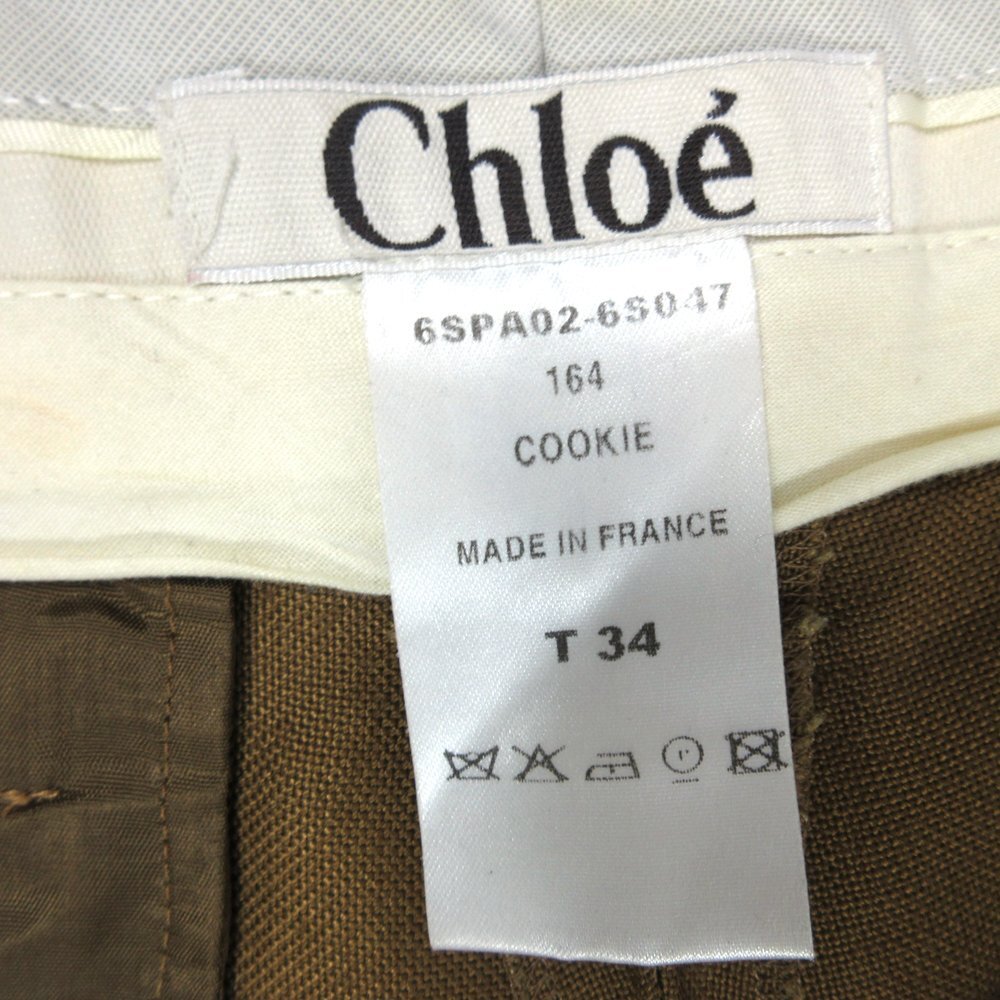 Chloé
6SPA02-6S047
164
COOKIE
MADE IN FRANCE
T 34